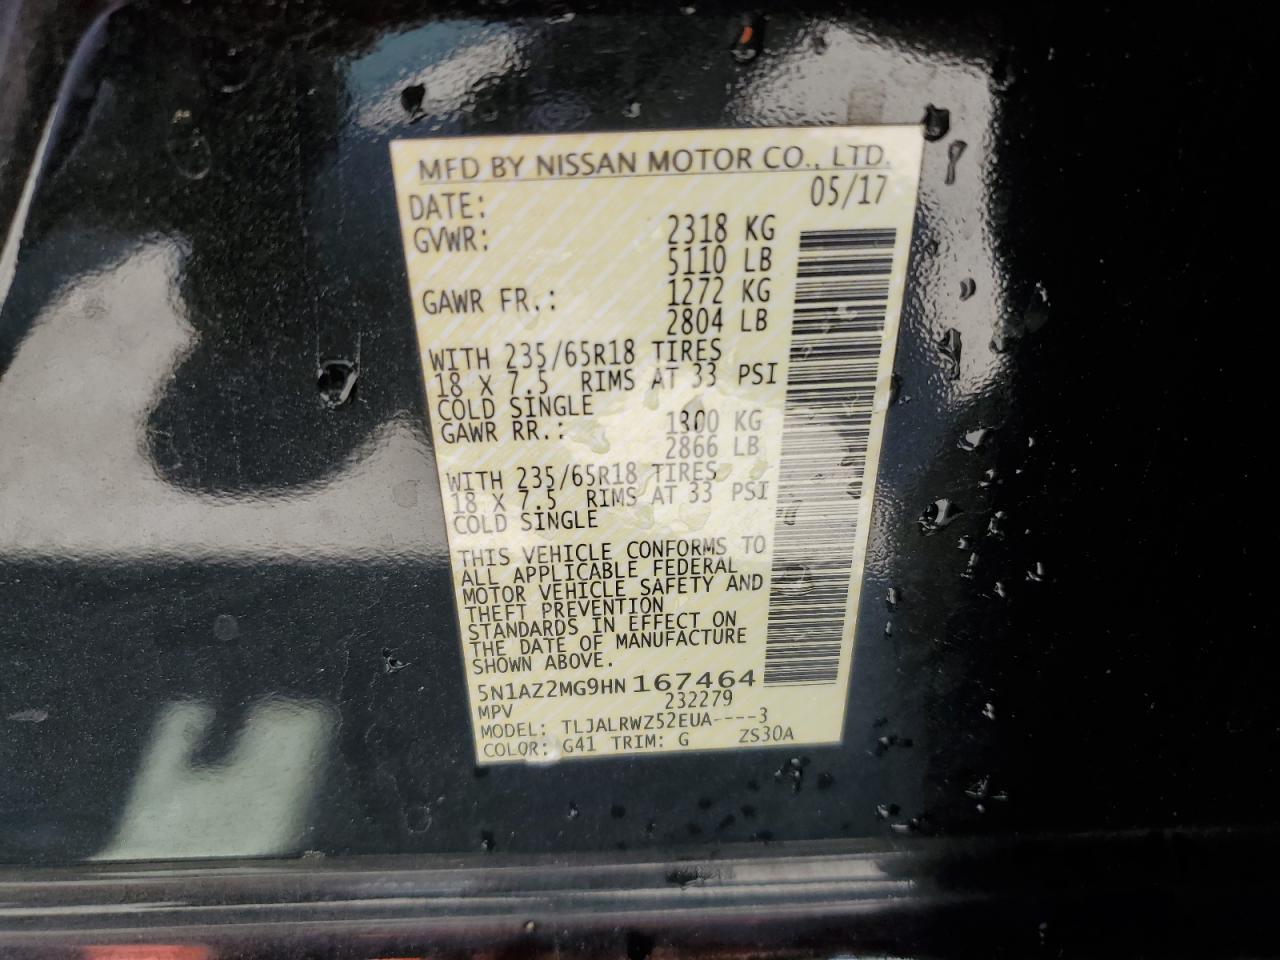 MFD BY NISSAN MOTOR CO., LTD.
DATE: 05/17
GVWR: 2318 KG
5110 LB
GAWR FR.: 1272 KG
2804 LB
WITH 235/65R18 TIRES
18 X 7.5 RIMS AT 33 PSI
COLD SINGLE
GAWR RR.: 1300 KG
2866 LB
WITH 235/65R18 TIRES
18 X 7.5 RIMS AT 33 PSI
COLD SINGLE
THIS VEHICLE CONFORMS TO
ALL APPLICABLE FEDERAL
MOTOR VEHICLE SAFETY AND
THEFT PREVENTION
STANDARDS IN EFFECT ON
THE DATE OF MANUFACTURE
SHOWN ABOVE.
5N1AZ2MG9HN167464
MPV 232279
MODEL: TLJALRWZ52EUA----3
COLOR: G41 TRIM: G ZS30A